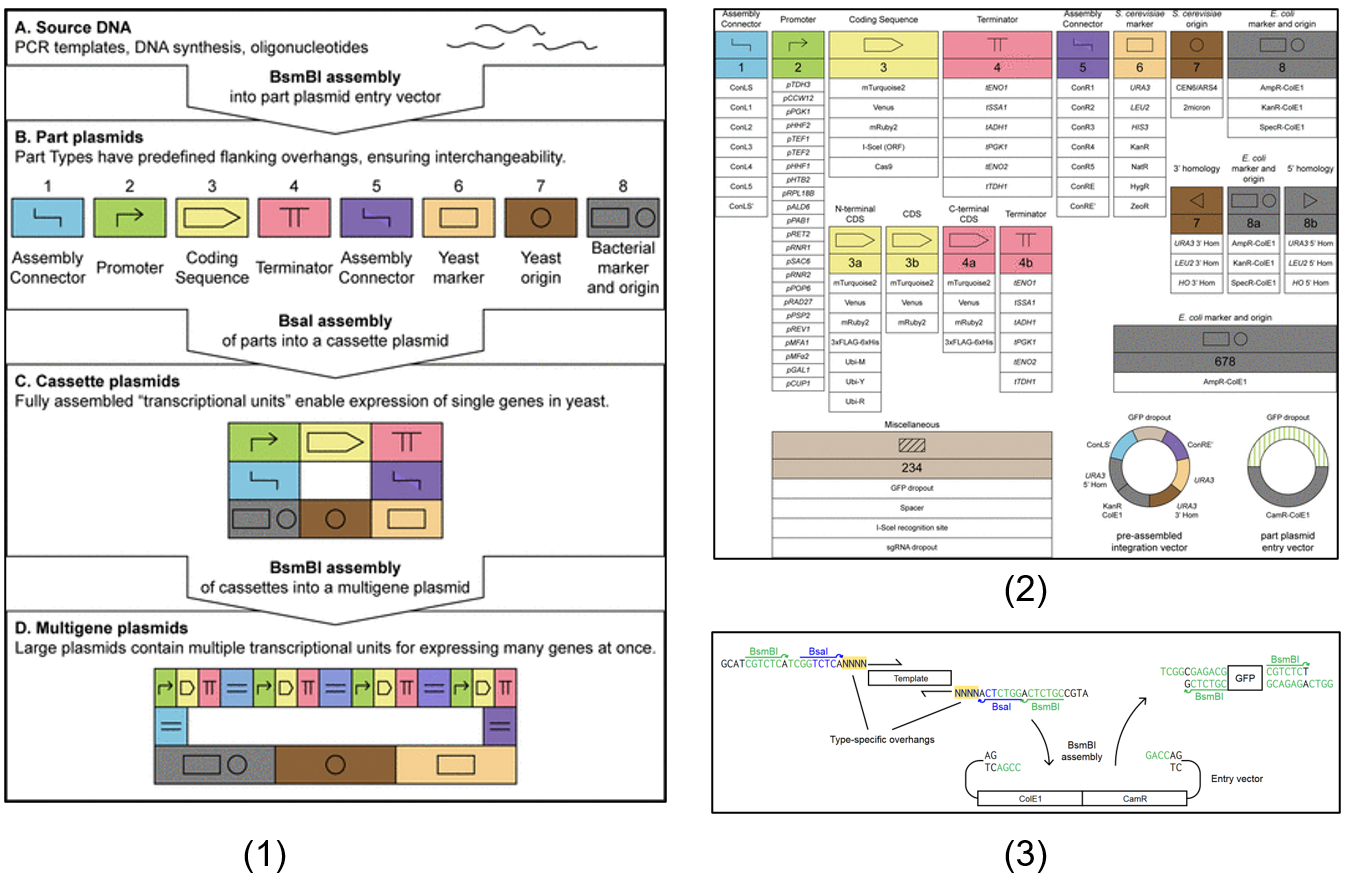 A. Source DNA
PCR templates, DNA synthesis, oligonucleotides
BsmBI assembly
into part plasmid entry vector
B. Part plasmids
Part Types have predefined flanking overhangs, ensuring interchangeability.
1 2 3 4 5 6 7 8
Assembly Connector
Promoter
Coding Sequence
Terminator
Assembly Connector
Yeast marker
Yeast origin
Bacterial marker and origin
BsaI assembly
of parts into a cassette plasmid
C. Cassette plasmids
Fully assembled “transcriptional units” enable expression of single genes in yeast.
BsmBI assembly
of cassettes into a multigene plasmid
D. Multigene plasmids
Large plasmids contain multiple transcriptional units for expressing many genes at once.
(1)
Assembly Connector
1
ConLS
ConL1
ConL2
ConL3
ConL4
ConL5
ConLS'
Promoter
2
pTDH3
pCCW12
pPGK1
pHHF2
pTEF1
pTEF2
pHHF1
pHTB2
pRPL18B
pALD6
pPAB1
pRET2
pRNR1
pSAC6
pRNR2
pPOP6
pRAD27
pPSP2
pREV1
pMFA1
pMFα2
pGAL1
pCUP1
Coding Sequence
3
mTurquoise2
Venus
mRuby2
I-SceI (ORF)
Cas9
Terminator
4
tENO1
tSSA1
tADH1
tPGK1
tENO2
tTDH1
Assembly Connector
5
ConR1
ConR2
ConR3
ConR4
ConR5
ConRE
ConRE'
S. cerevisiae marker
6
URA3
LEU2
HIS3
KanR
NatR
HygR
ZeoR
S. cerevisiae origin
7
CEN6/ARS4
2micron
E. coli marker and origin
8
AmpR-ColE1
KanR-ColE1
SpecR-ColE1
N-terminal CDS
3a
mTurquoise2
Venus
mRuby2
3xFLAG-6xHis
Ubi-M
Ubi-Y
Ubi-R
CDS
3b
mTurquoise2
Venus
mRuby2
C-terminal CDS
4a
mTurquoise2
Venus
mRuby2
3xFLAG-6xHis
Terminator
4b
tENO1
tSSA1
tADH1
tPGK1
tENO2
tTDH1
3' homology
7
URA3 3' Hom
LEU2 3' Hom
HO 3' Hom
E. coli marker and origin
8a
AmpR-ColE1
KanR-ColE1
SpecR-ColE1
5' homology
8b
URA3 5' Hom
LEU2 5' Hom
HO 5' Hom
E. coli marker and origin
678
AmpR-ColE1
Miscellaneous
234
GFP dropout
Spacer
I-SceI recognition site
sgRNA dropout
GFP dropout
ConLS'
ConRE'
URA3 5' Hom
URA3
KanR ColE1
URA3 3' Hom
pre-assembled integration vector
GFP dropout
CamR-ColE1
part plasmid entry vector
(2)
BsmBI BsaI
GCATCGTCTCATCGGTCTCANNNN
Template
NNNNACTCTGGACTCTGCCGTA
BsaI BsmBI
Type-specific overhangs
BsmBI assembly
BsmBI
TCGGCGAGACG GFP CGTCTCT
GCTCTGC GCAGAGACTGG
BsmBI
AG
TCAGCC
GACCAG
TC
Entry vector
ColE1 CamR
(3)